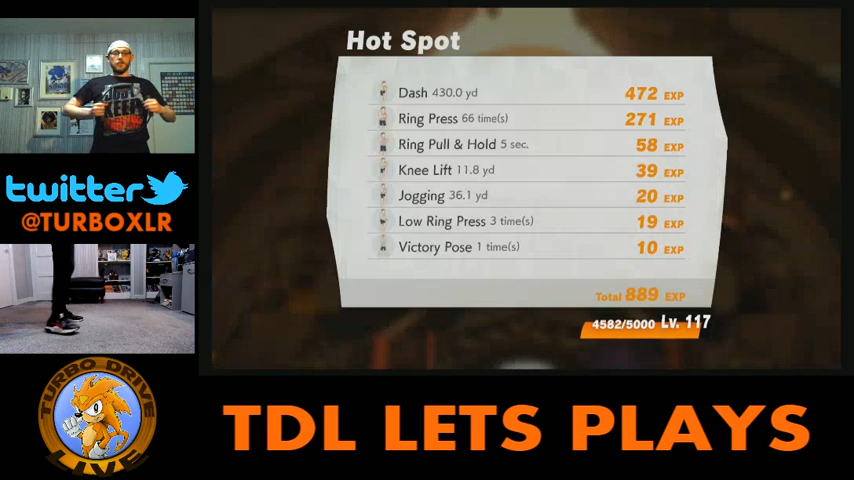 Hot Spot
Dash 430.0 yd 472 EXP
Ring Press 66 time(s) 271 EXP
Ring Pull & Hold 5 sec. 58 EXP
Knee Lift 11.8 yd 39 EXP
Jogging 36.1 yd 20 EXP
Low Ring Press 3 time(s) 19 EXP
Victory Pose 1 time(s) 10 EXP
Total 889 EXP
4582/5000 Lv. 117
twitter
@TURBOXLR
TURBO DRIVE
LIVE
TDL LETS PLAYS